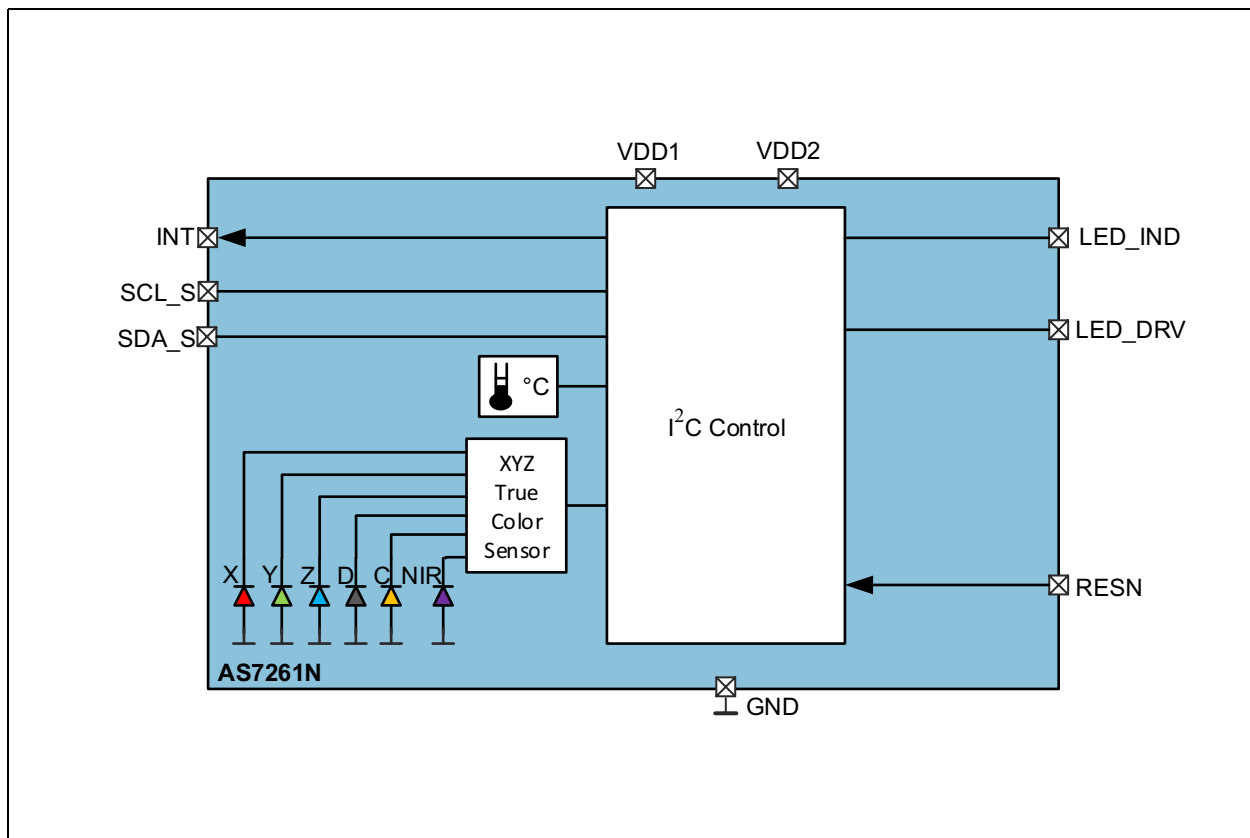 VDD1
VDD2
INT
LED_IND
SCL_S
SDA_S
LED_DRV
°C
I²C Control
XYZ
True
Color
Sensor
X
Y
Z
D
C
NIR
RESN
AS7261N
GND